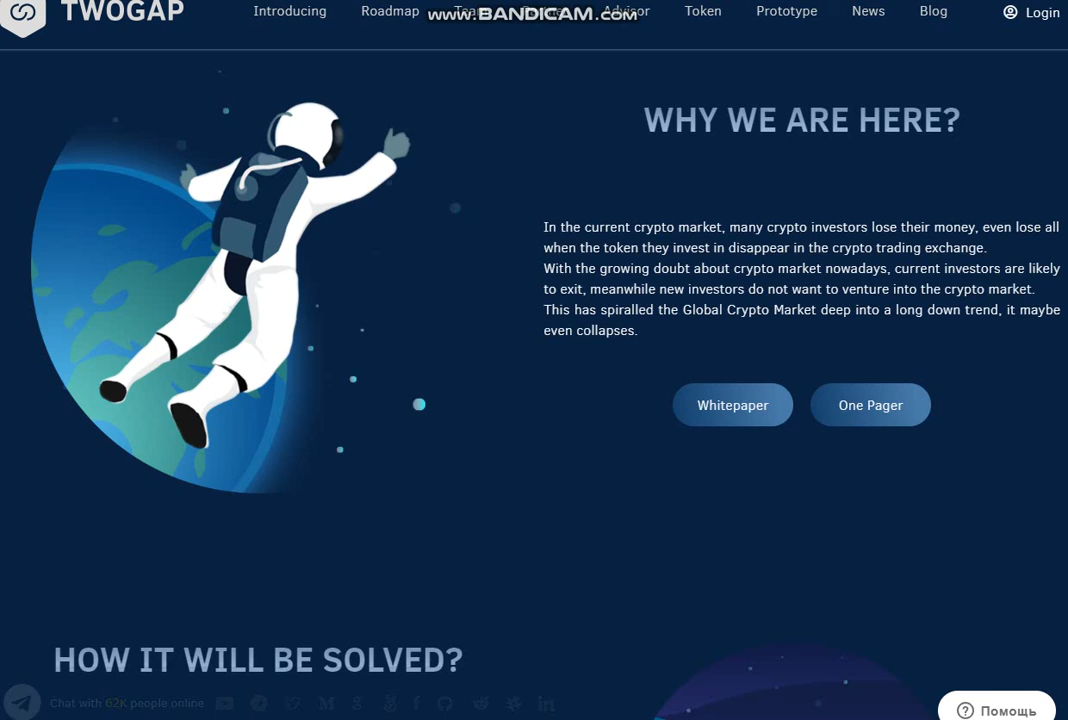 TWOGAP
Introducing Roadmap Team Advisor Token Prototype News Blog Login
www.BANDICAM.com
WHY WE ARE HERE?
In the current crypto market, many crypto investors lose their money, even lose all
when the token they invest in disappear in the crypto trading exchange.
With the growing doubt about crypto market nowadays, current investors are likely
to exit, meanwhile new investors do not want to venture into the crypto market.
This has spiralled the Global Crypto Market deep into a long down trend, it maybe
even collapses.
Whitepaper One Pager
HOW IT WILL BE SOLVED?
Chat with 62K people online
Помощь